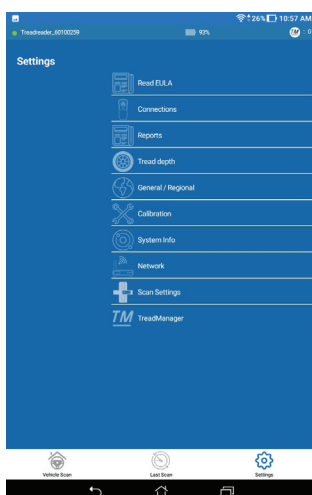 26% 10:57 AM
Treadreader_60100259 93% TM : 0
Settings
Read EULA
Connections
Reports
Tread depth
General / Regional
Calibration
System Info
Network
Scan Settings
TM TreadManager
Vehicle Scan Last Scan Settings